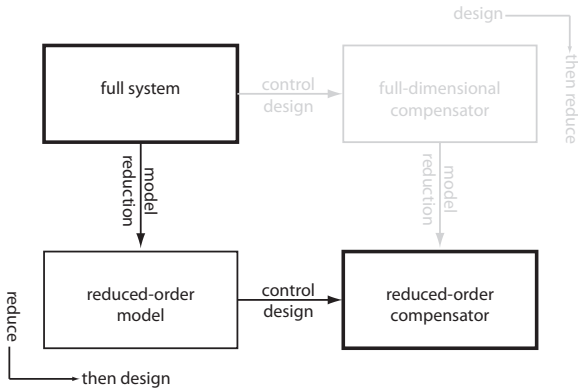 design
then reduce
full system
control
design
full-dimensional
compensator
model
reduction
model
reduction
reduced-order
model
control
design
reduced-order
compensator
reduce
then design